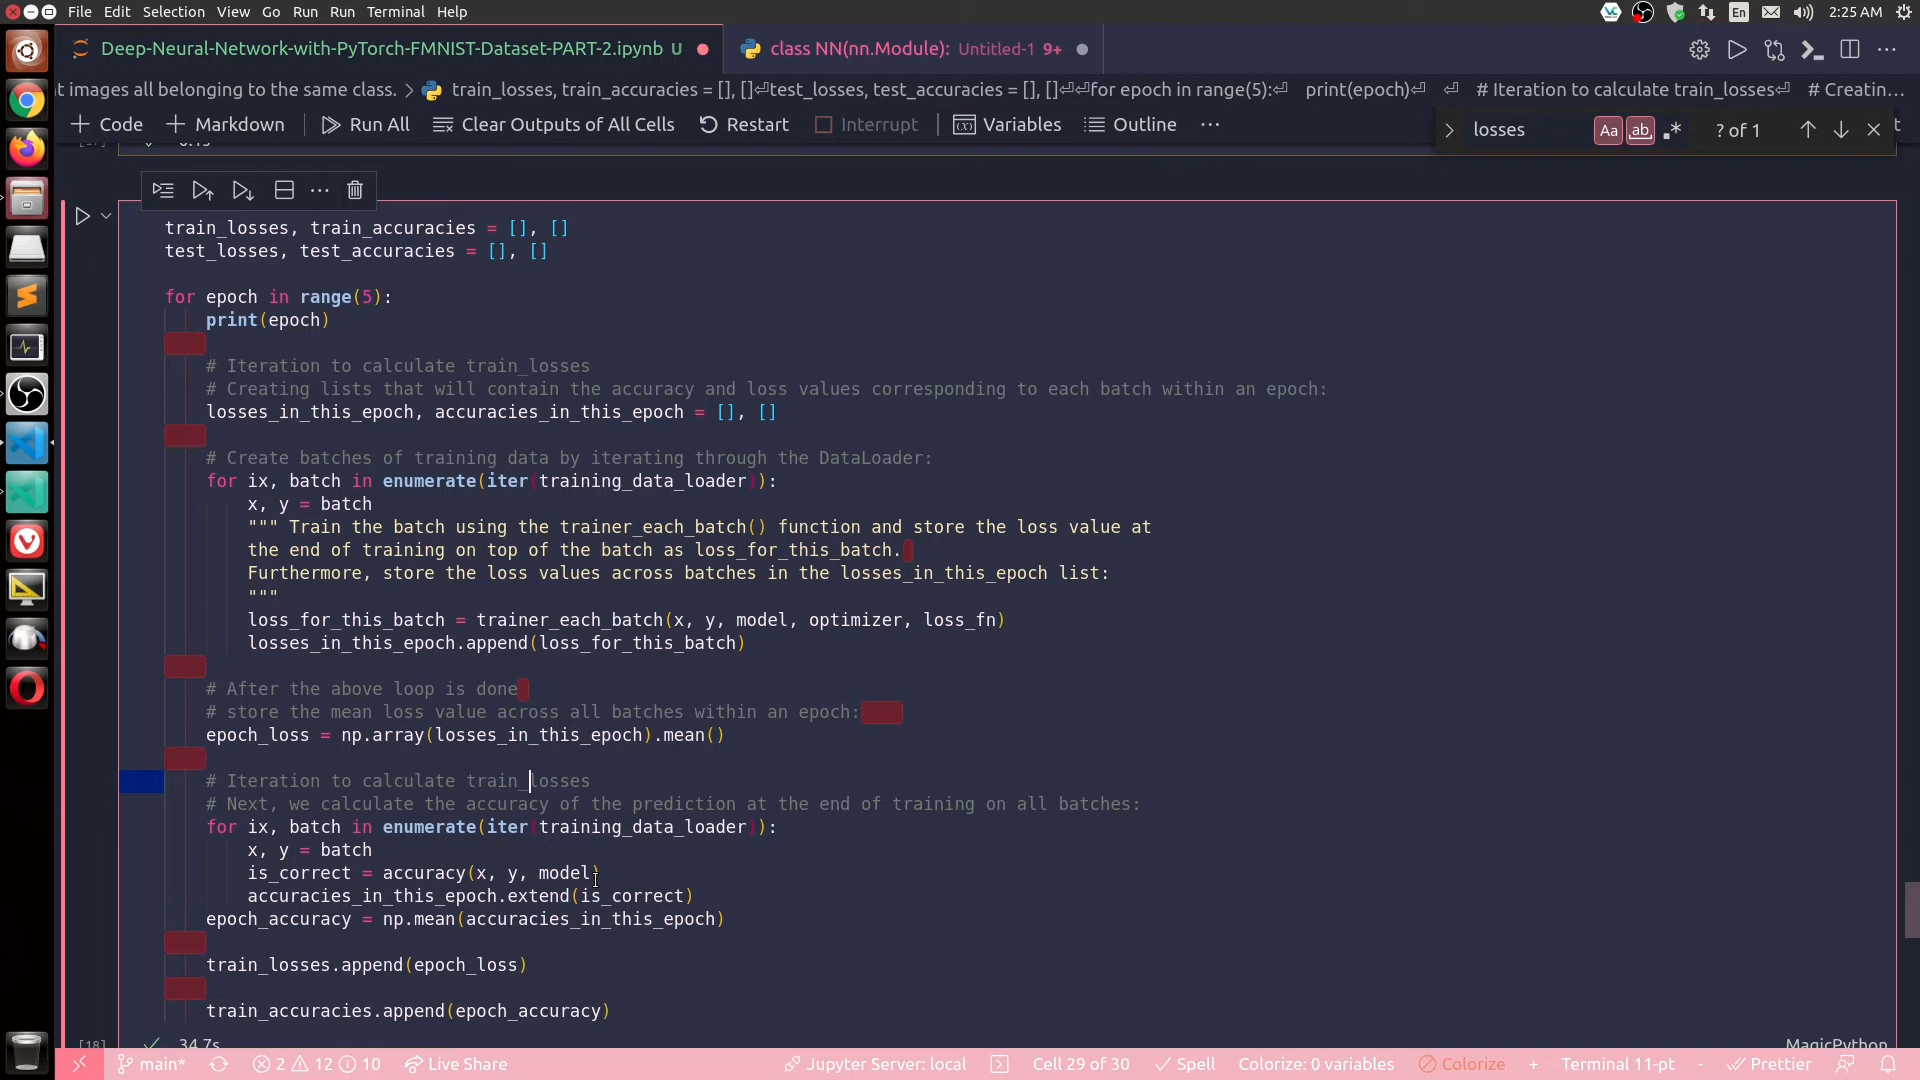 File Edit Selection View Go Run Run Terminal Help
En 2:25 AM
Deep-Neural-Network-with-PyTorch-FMNIST-Dataset-PART-2.ipynb U
class NN(nn.Module): Untitled-1 9+
t images all belonging to the same class. > train_losses, train_accuracies = [], []⏎test_losses, test_accuracies = [], []⏎⏎for epoch in range(5):⏎ print(epoch)⏎ ⏎ # Iteration to calculate train_losses⏎ # Creatin...
+ Code + Markdown Run All Clear Outputs of All Cells Restart Interrupt Variables Outline ...
losses Aa ab .* ? of 1
train_losses, train_accuracies = [], []
test_losses, test_accuracies = [], []
for epoch in range(5):
print(epoch)
# Iteration to calculate train_losses
# Creating lists that will contain the accuracy and loss values corresponding to each batch within an epoch:
losses_in_this_epoch, accuracies_in_this_epoch = [], []
# Create batches of training data by iterating through the DataLoader:
for ix, batch in enumerate(iter(training_data_loader)):
x, y = batch
""" Train the batch using the trainer_each_batch() function and store the loss value at
the end of training on top of the batch as loss_for_this_batch.
Furthermore, store the loss values across batches in the losses_in_this_epoch list:
"""
loss_for_this_batch = trainer_each_batch(x, y, model, optimizer, loss_fn)
losses_in_this_epoch.append(loss_for_this_batch)
# After the above loop is done
# store the mean loss value across all batches within an epoch:
epoch_loss = np.array(losses_in_this_epoch).mean()
# Iteration to calculate train_losses
# Next, we calculate the accuracy of the prediction at the end of training on all batches:
for ix, batch in enumerate(iter(training_data_loader)):
x, y = batch
is_correct = accuracy(x, y, model)
accuracies_in_this_epoch.extend(is_correct)
epoch_accuracy = np.mean(accuracies_in_this_epoch)
train_losses.append(epoch_loss)
train_accuracies.append(epoch_accuracy)
[18] 34.7s MagicPython
main* 2 12 10 Live Share Jupyter Server: local Cell 29 of 30 Spell Colorize: 0 variables Colorize + Terminal 11-pt - Prettier